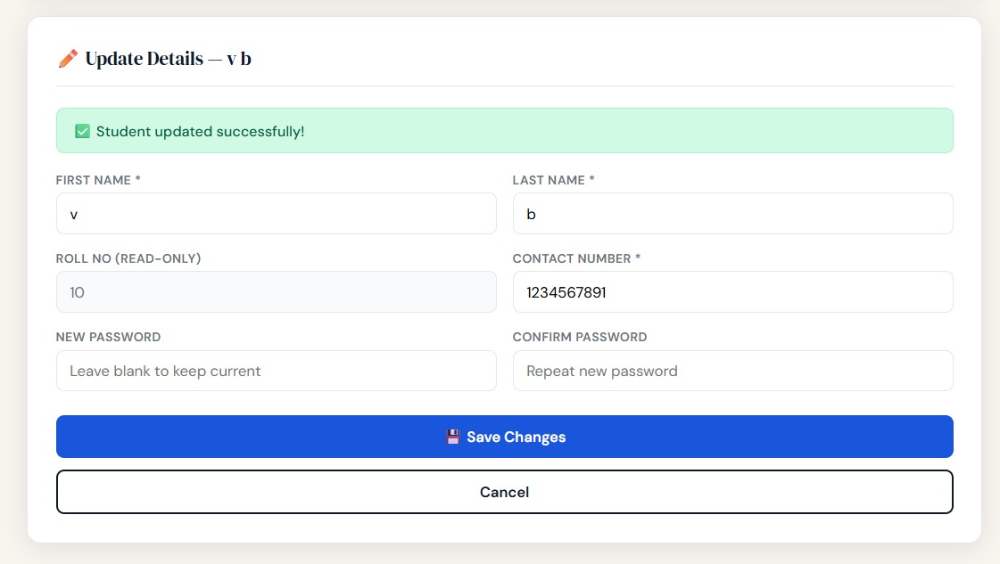 Update Details — v b
Student updated successfully!
FIRST NAME *
LAST NAME *
v
b
ROLL NO (READ-ONLY)
CONTACT NUMBER *
10
1234567891
NEW PASSWORD
CONFIRM PASSWORD
Leave blank to keep current
Repeat new password
Save Changes
Cancel